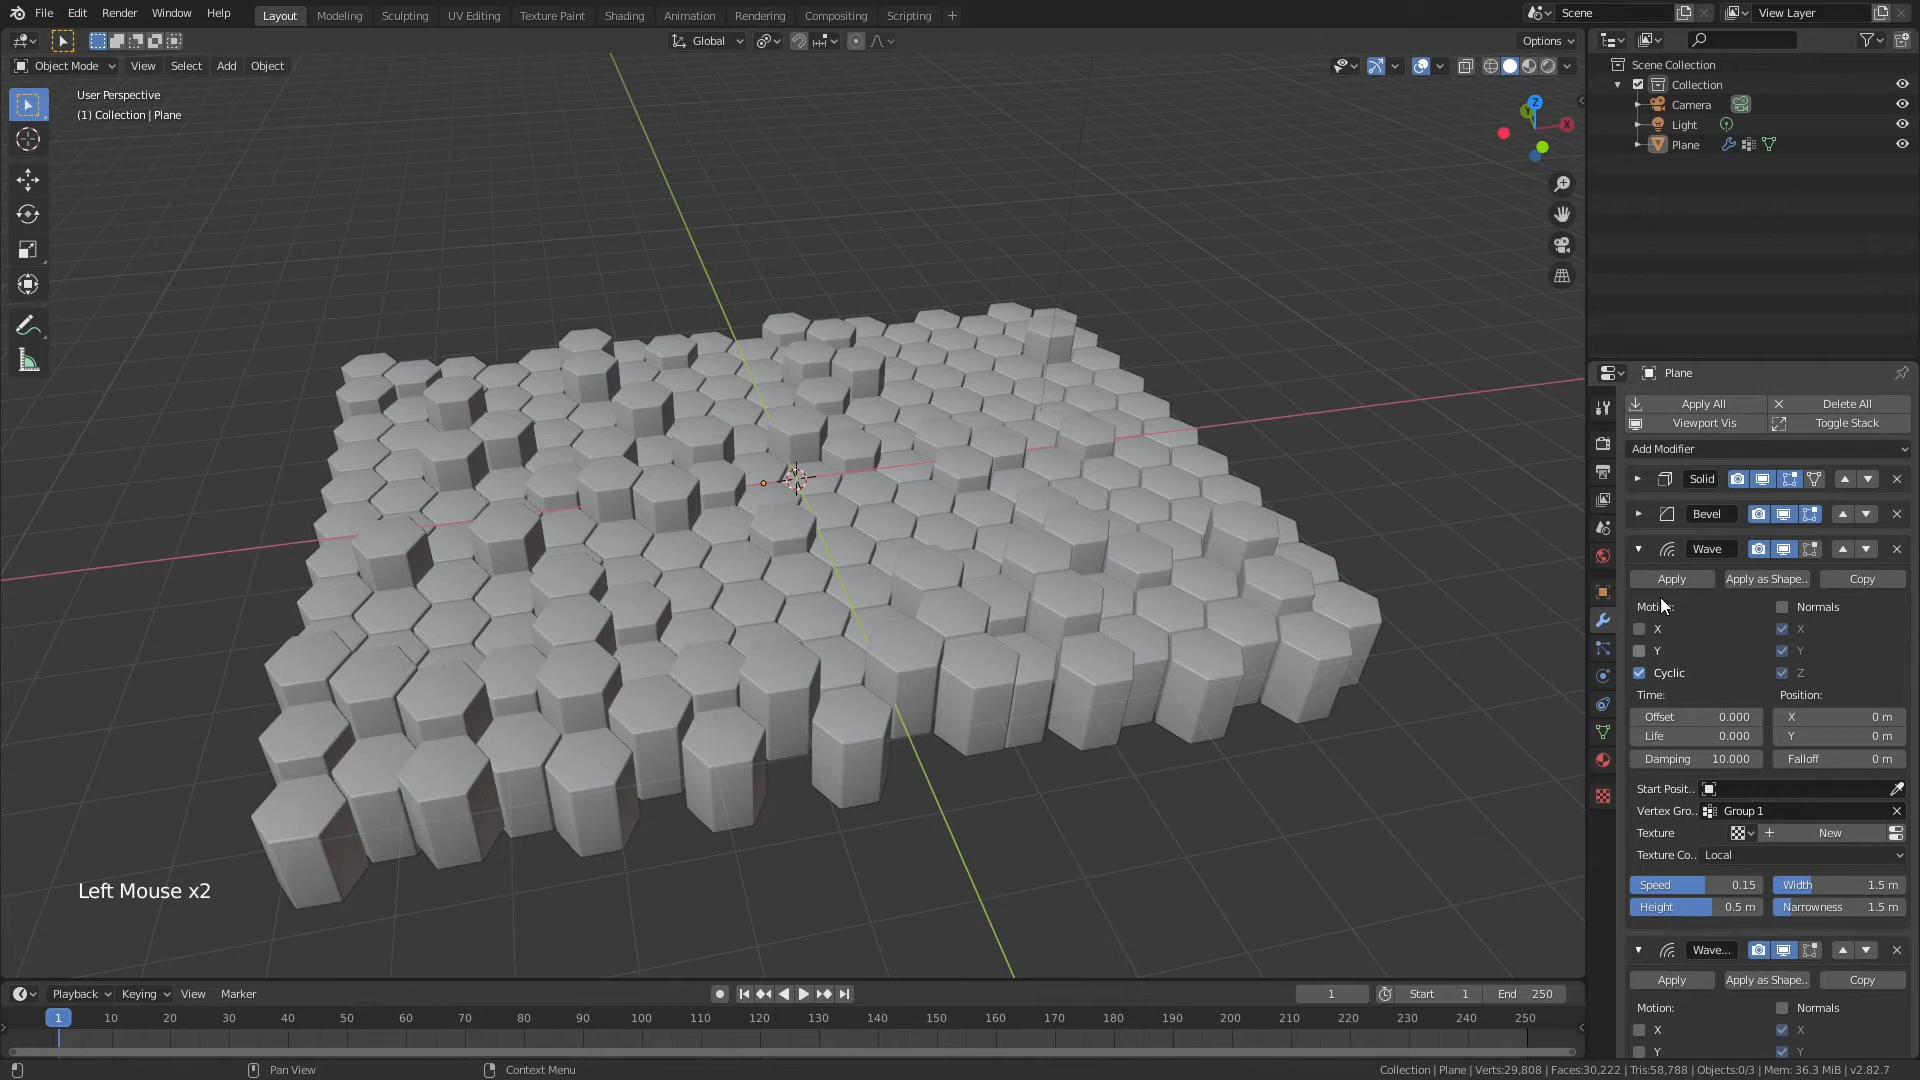 File Edit Render Window Help
Layout Modeling Sculpting UV Editing Texture Paint Shading Animation Rendering Compositing Scripting +
Scene View Layer
Global Options
Object Mode View Select Add Object
User Perspective
(1) Collection | Plane
Z
Y
X
Scene Collection
Collection
Camera
Light
Plane
Plane
Apply All Delete All
Viewport Vis Toggle Stack
Add Modifier
Solid
Bevel
Wave
Apply Apply as Shape.. Copy
Normals
X X
Y Y
Cyclic Z
Time: Position:
Offset 0.000 X 0 m
Life 0.000 Y 0 m
Damping 10.000 Falloff 0 m
Start Posit..
Vertex Gro.. Group 1
Texture New
Texture Co.. Local
Speed 0.15 Width 1.5 m
Height 0.5 m Narrowness 1.5 m
Wave...
Apply Apply as Shape.. Copy
Motion: Normals
X X
Y Y
Left Mouse x2
Playback Keying View Marker
1 Start 1 End 250
1 10 20 30 40 50 60 70 80 90 100 110 120 130 140 150 160 170 180 190 200 210 220 230 240 250
Pan View Context Menu
Collection | Plane | Verts:29,808 | Faces:30,222 | Tris:58,788 | Objects:0/3 | Mem: 36.3 MiB | v2.82.7